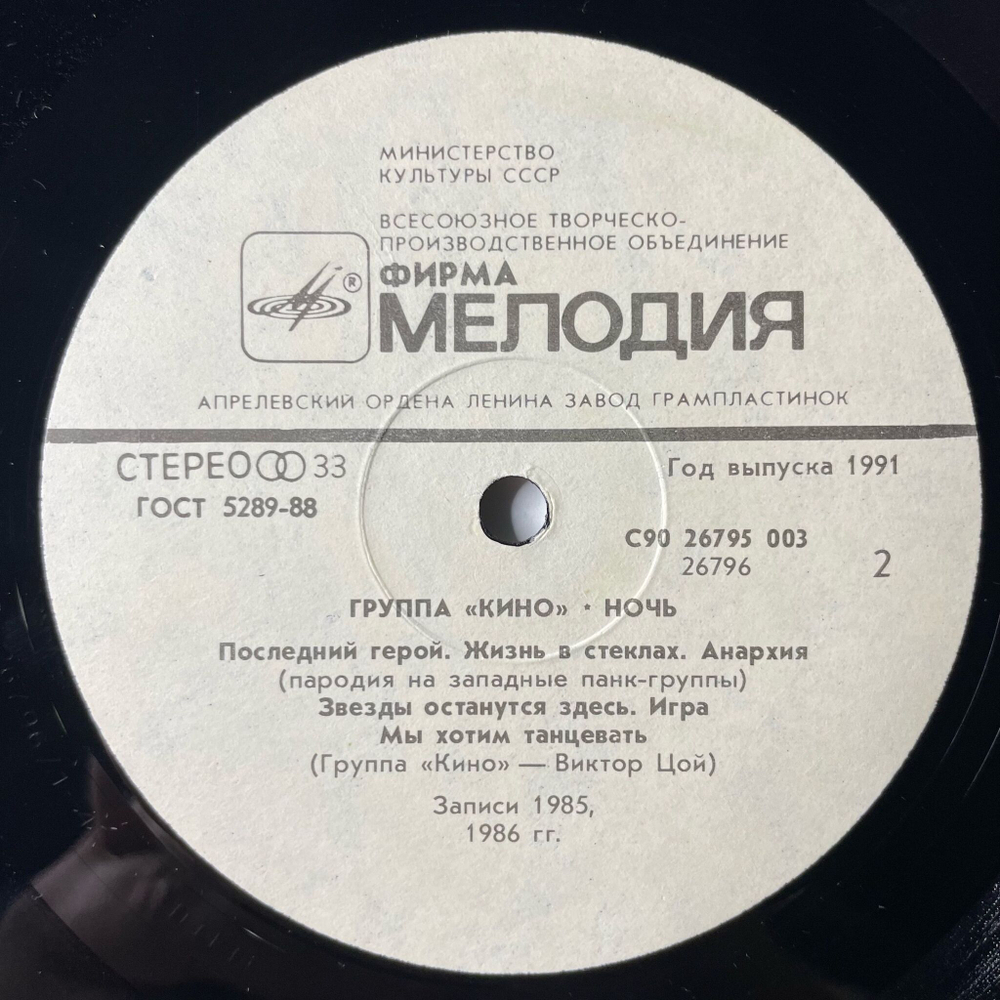 МИНИСТЕРСТВО
КУЛЬТУРЫ СССР
ВСЕСОЮЗНОЕ ТВОРЧЕСКО-
ПРОИЗВОДСТВЕННОЕ ОБЪЕДИНЕНИЕ
ФИРМА
®
МЕЛОДИЯ
АПРЕЛЕВСКИЙ ОРДЕНА ЛЕНИНА ЗАВОД ГРАМПЛАСТИНОК
СТЕРЕО 33
Год выпуска 1991
ГОСТ 5289-88
С90 26795 003
26796
2
ГРУППА «КИНО» • НОЧЬ
Последний герой. Жизнь в стеклах. Анархия
(пародия на западные панк-группы)
Звезды останутся здесь. Игра
Мы хотим танцевать
(Группа «Кино» — Виктор Цой)
Записи 1985,
1986 гг.